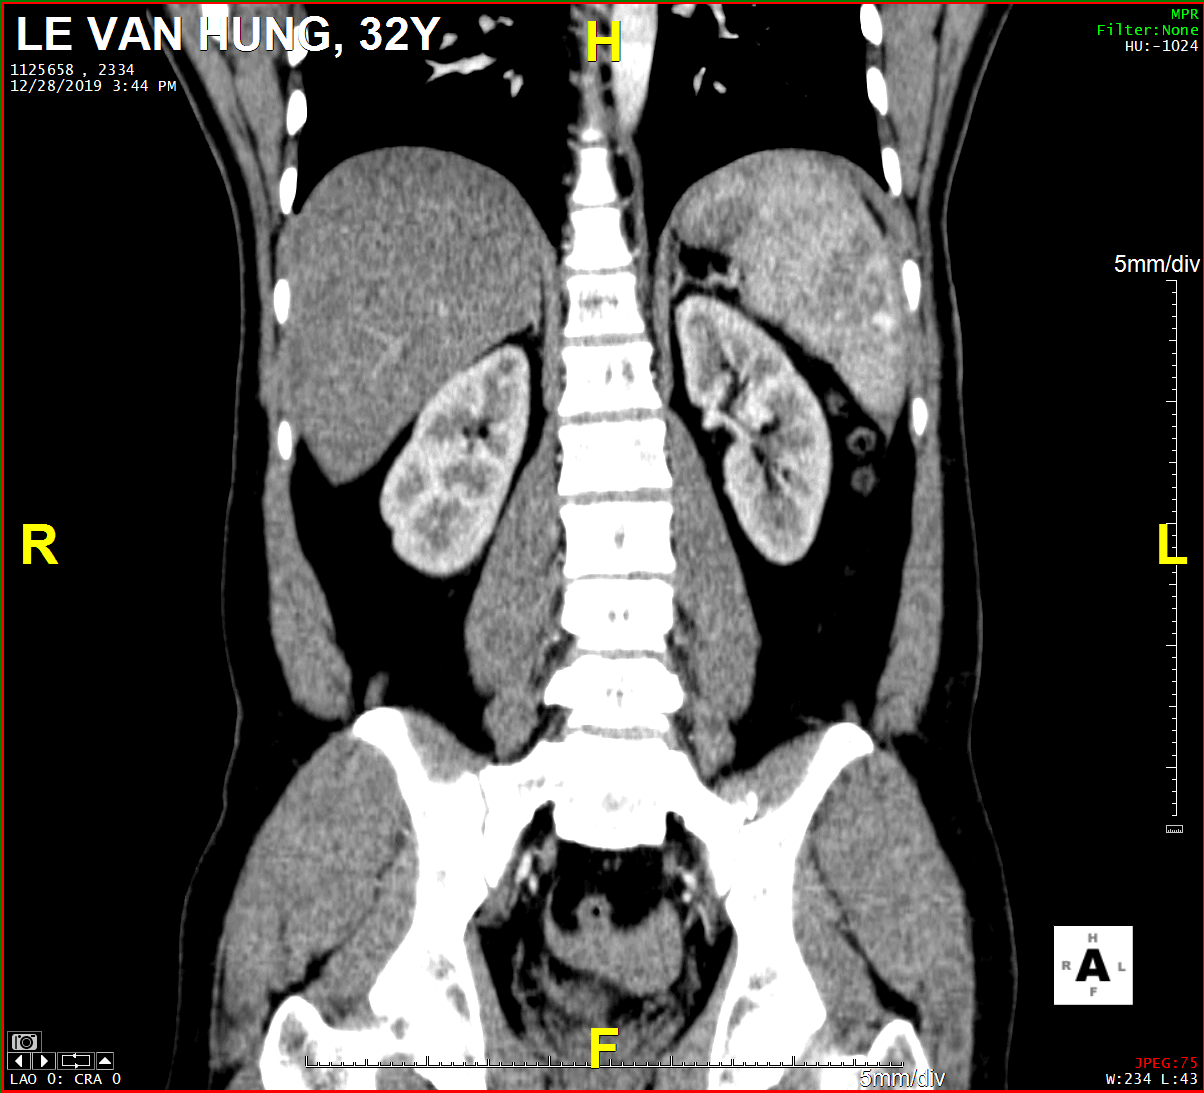 LE VAN HUNG, 32Y
1125658 , 2334
12/28/2019 3:44 PM
H
MPR
Filter:None
HU:-1024
5mm/div
R
L
H
R A L
F
F
5mm/div
LAO 0: CRA 0
JPEG:75
W:234 L:43